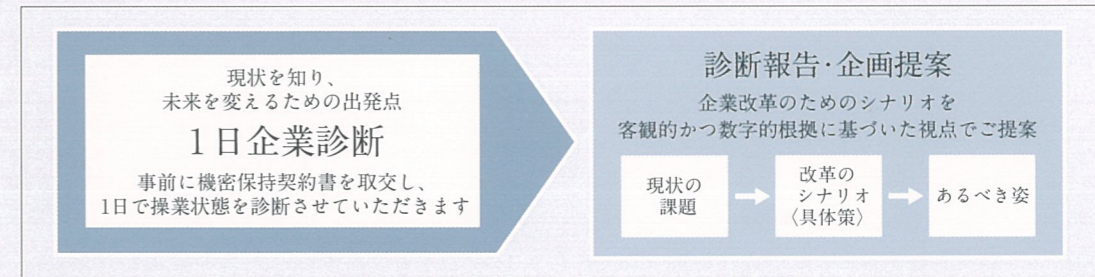 現状を知り、
未来を変えるための出発点
1日企業診断
事前に機密保持契約書を取交し、
1日で操業状態を診断させていただきます
診断報告・企画提案
企業改革のためのシナリオを
客観的かつ数字的根拠に基づいた視点でご提案
現状の
課題
改革の
シナリオ
〈具体策〉
あるべき姿